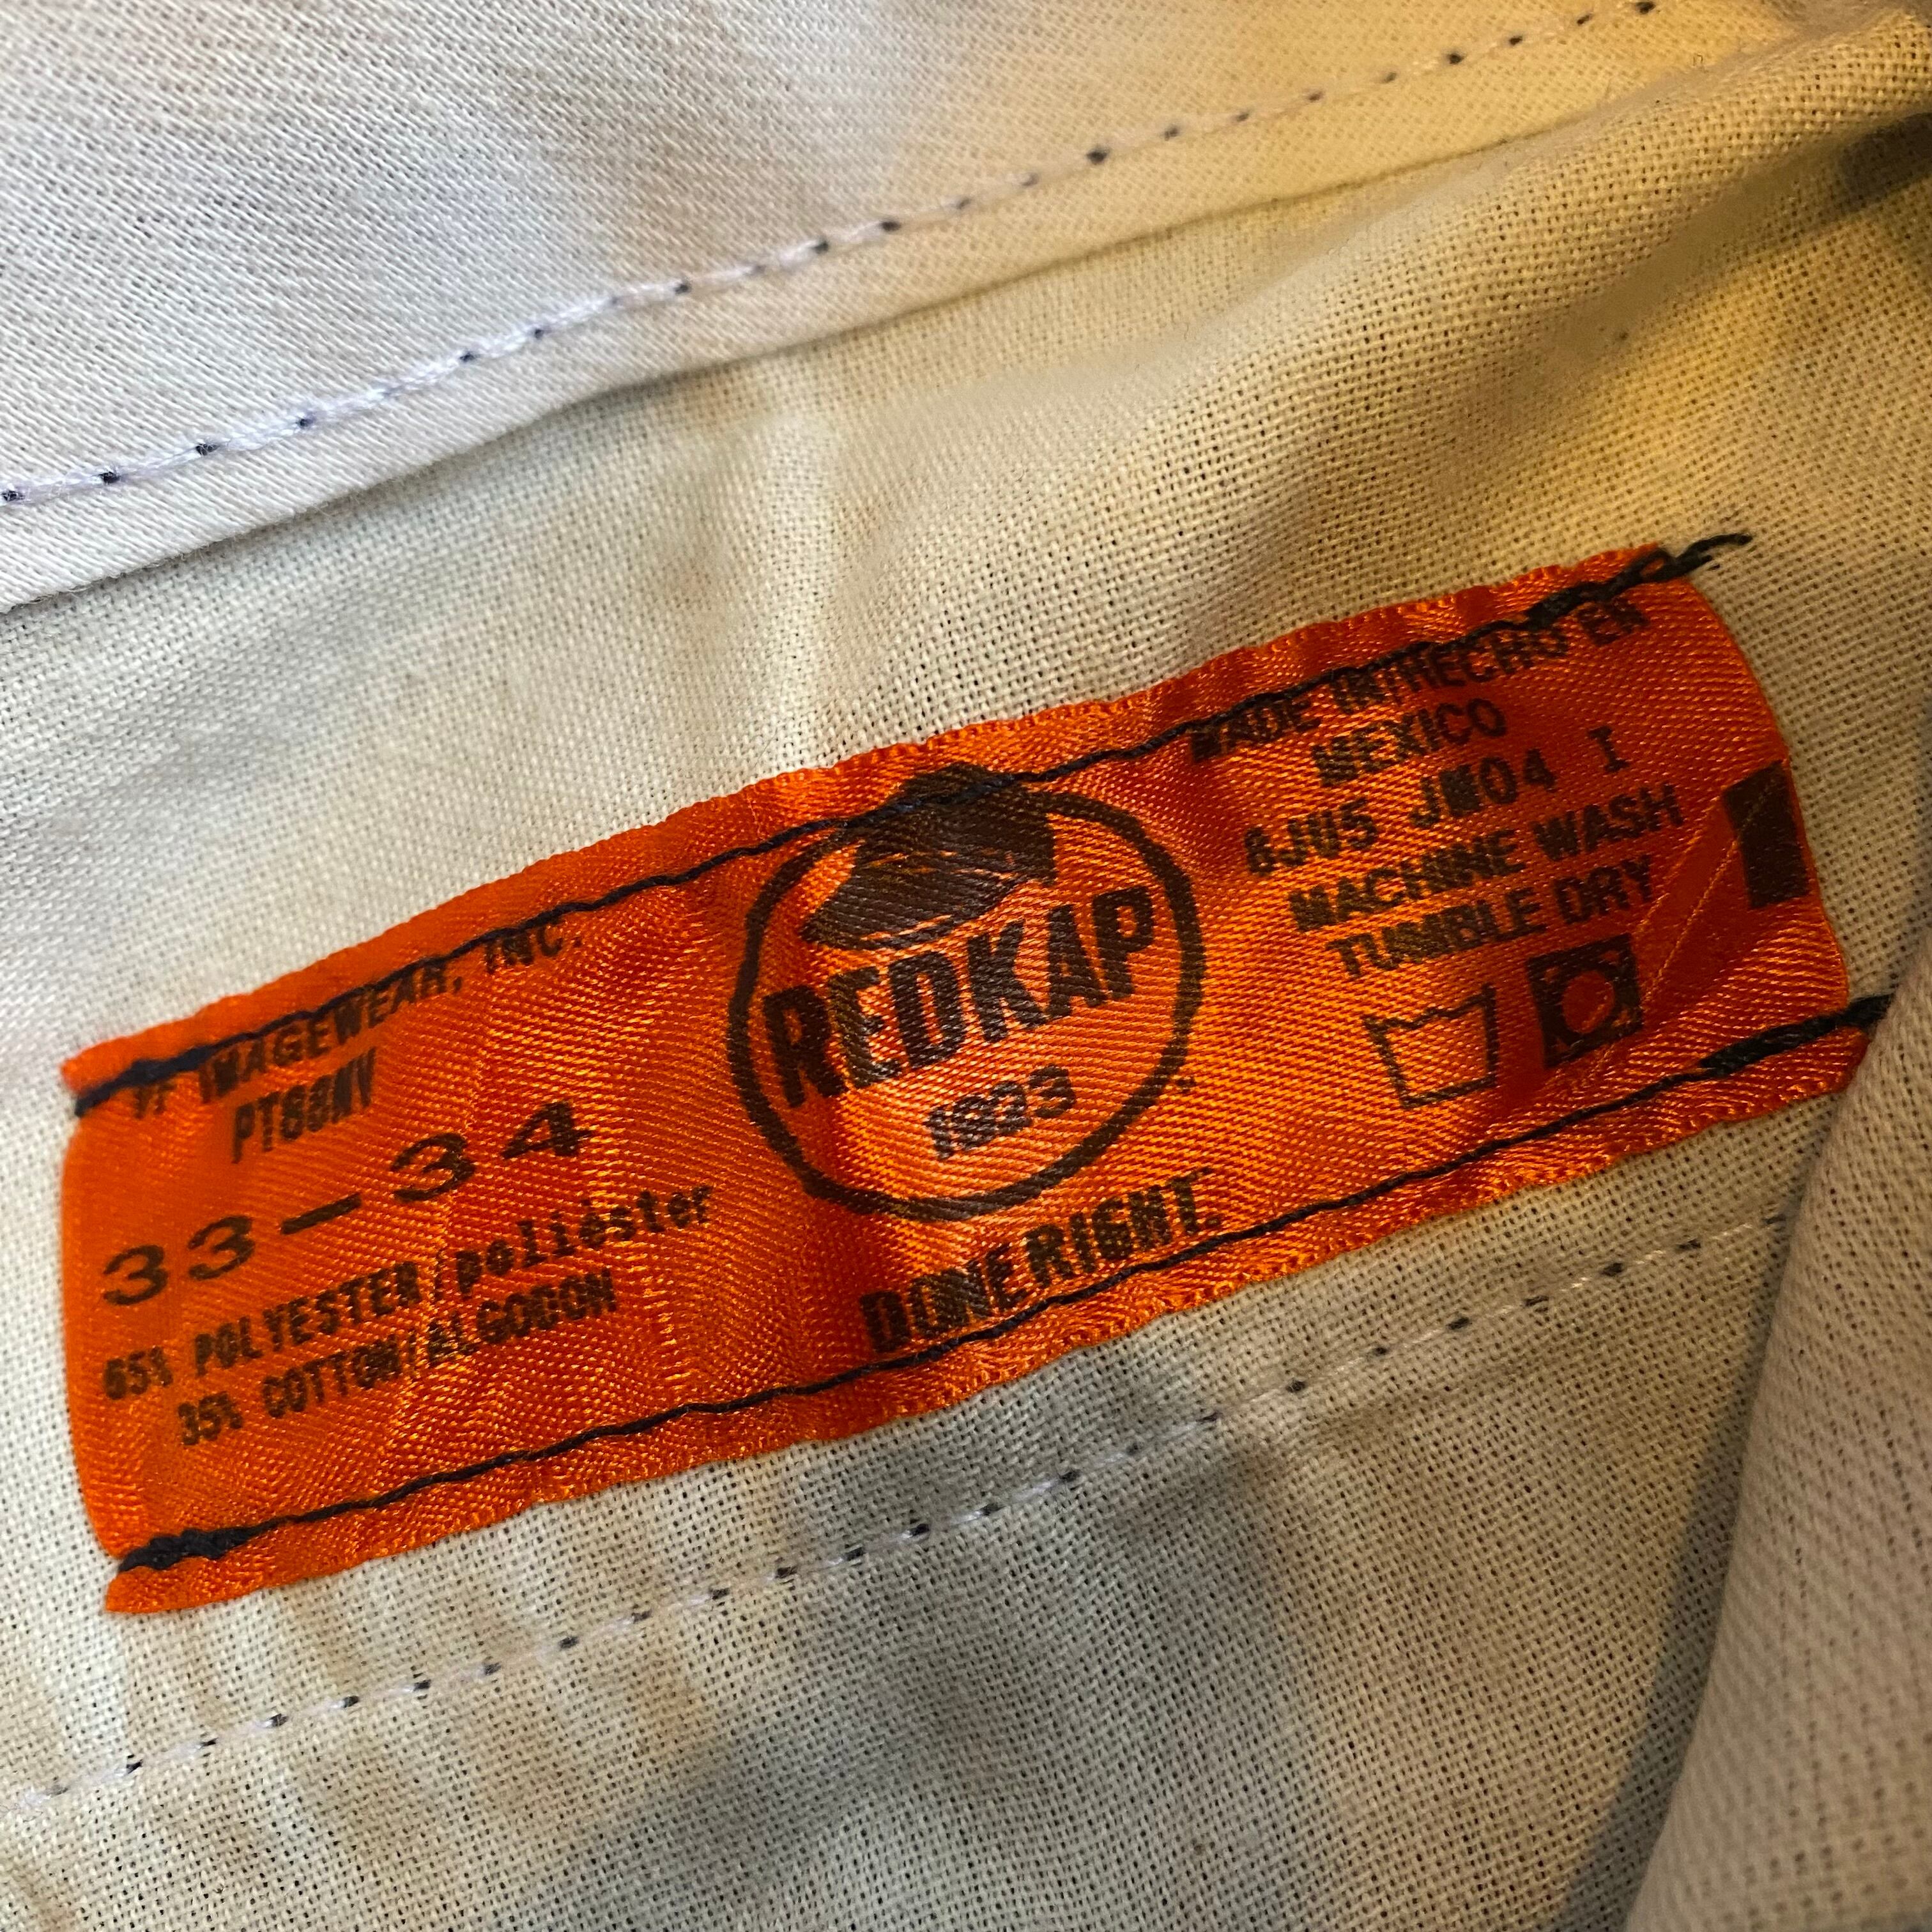 VF IMAGEWEAR, INC.
PT88NV
33-34
65% POLYESTER/poliéster
35% COTTON/ALGODON
REDKAP
1923
DONE RIGHT.
MADE IN/HECHO EN
MEXICO
JM04 I
MACHINE WASH
TUMBLE DRY